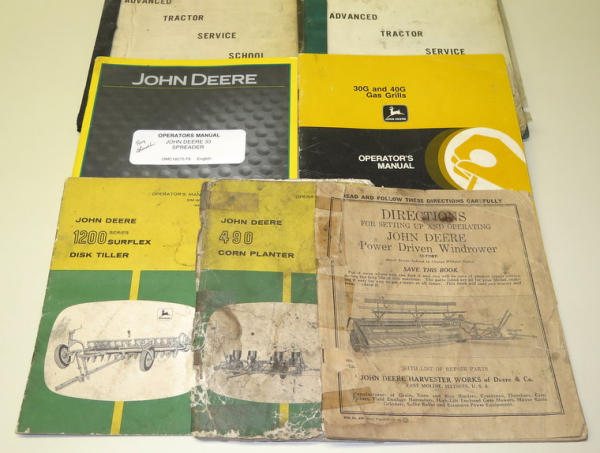 ADVANCED
TRACTOR
SERVICE
SCHOOL
ADVANCED
TRACTOR
SERVICE
JOHN DEERE
OPERATORS MANUAL
JOHN DEERE 33
SPREADER
English
30G and 40G
Gas Grills
JOHN DEERE
OPERATOR'S
MANUAL
OPERATOR'S
JOHN DEERE
1200 SERIES
SURFLEX
DISK TILLER
JOHN DEERE
490
CORN PLANTER
READ AND FOLLOW THESE DIRECTIONS CAREFULLY
DIRECTIONS
FOR SETTING UP AND OPERATING
JOHN DEERE
Power Driven Windrower
SAVE THIS BOOK
WITH LIST OF REPAIR PARTS
JOHN DEERE HARVESTER WORKS of Deere & Co.
EAST MOLINE, ILLINOIS, U. S. A.